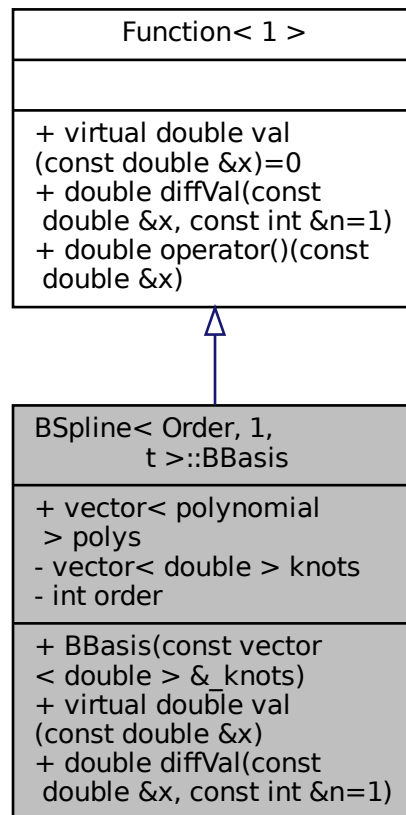 Function< 1 >
+ virtual double val
(const double &x)=0
+ double diffVal(const
double &x, const int &n=1)
+ double operator()(const
double &x)
BSpline< Order, 1,
t >::BBasis
+ vector< polynomial
> polys
- vector< double > knots
- int order
+ BBasis(const vector
< double > &_knots)
+ virtual double val
(const double &x)
+ double diffVal(const
double &x, const int &n=1)